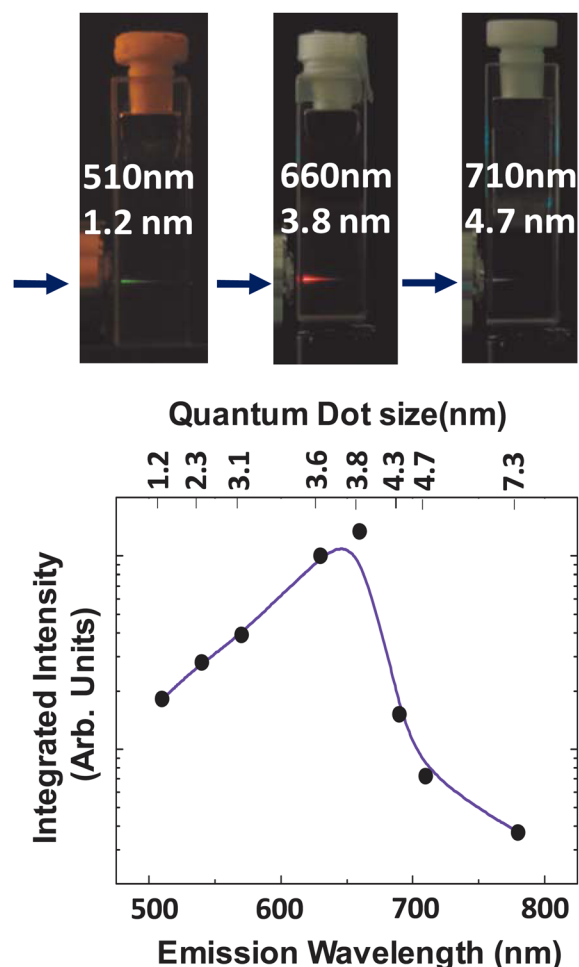 510nm
1.2 nm
660nm
3.8 nm
710nm
4.7 nm
Quantum Dot size(nm)
1.2
2.3
3.1
3.6
3.8
4.3
4.7
7.3
Integrated Intensity
(Arb. Units)
500 600 700 800
Emission Wavelength (nm)